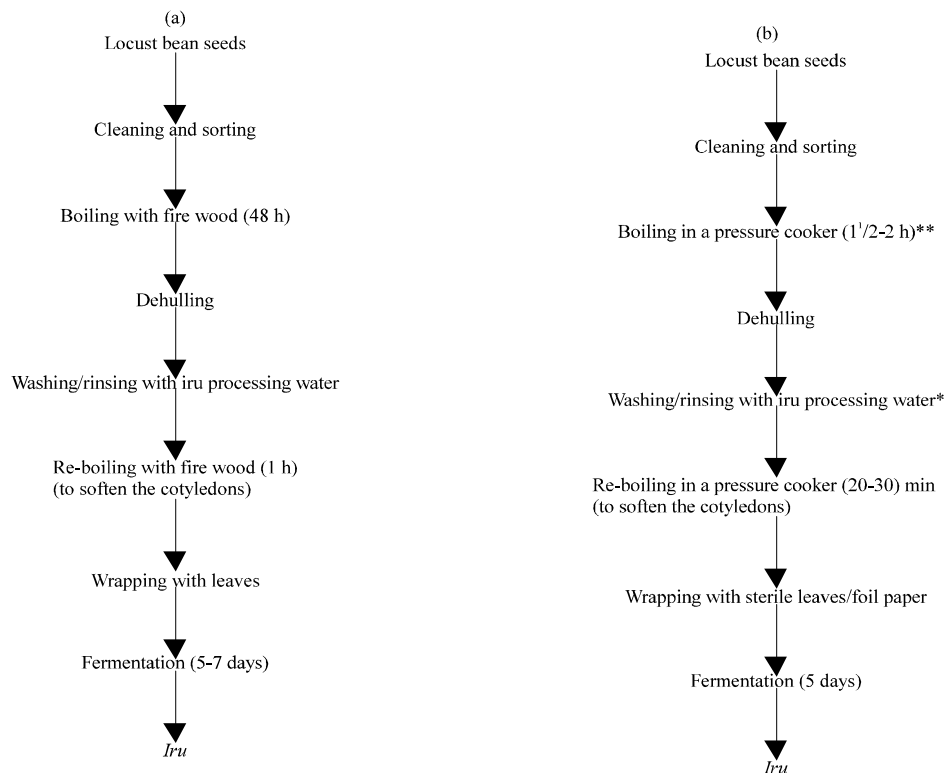 (a)
Locust bean seeds
Cleaning and sorting
Boiling with fire wood (48 h)
Dehulling
Washing/rinsing with iru processing water
Re-boiling with fire wood (1 h)
(to soften the cotyledons)
Wrapping with leaves
Fermentation (5-7 days)
Iru
(b)
Locust bean seeds
Cleaning and sorting
Boiling in a pressure cooker (1¹/2-2 h)**
Dehulling
Washing/rinsing with iru processing water*
Re-boiling in a pressure cooker (20-30) min
(to soften the cotyledons)
Wrapping with sterile leaves/foil paper
Fermentation (5 days)
Iru